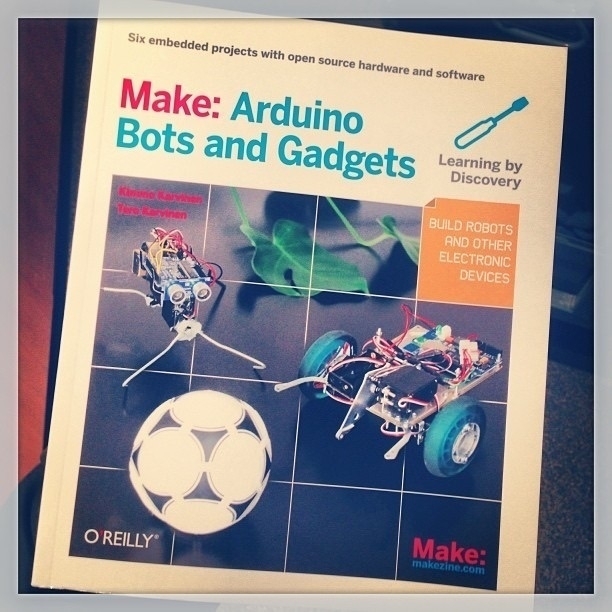 Six embedded projects with open source hardware and software
Make: Arduino
Bots and Gadgets
Learning by
Discovery
Kimmo Karvinen
Tero Karvinen
BUILD ROBOTS
AND OTHER
ELECTRONIC
DEVICES
O'REILLY®
Make:
makezine.com